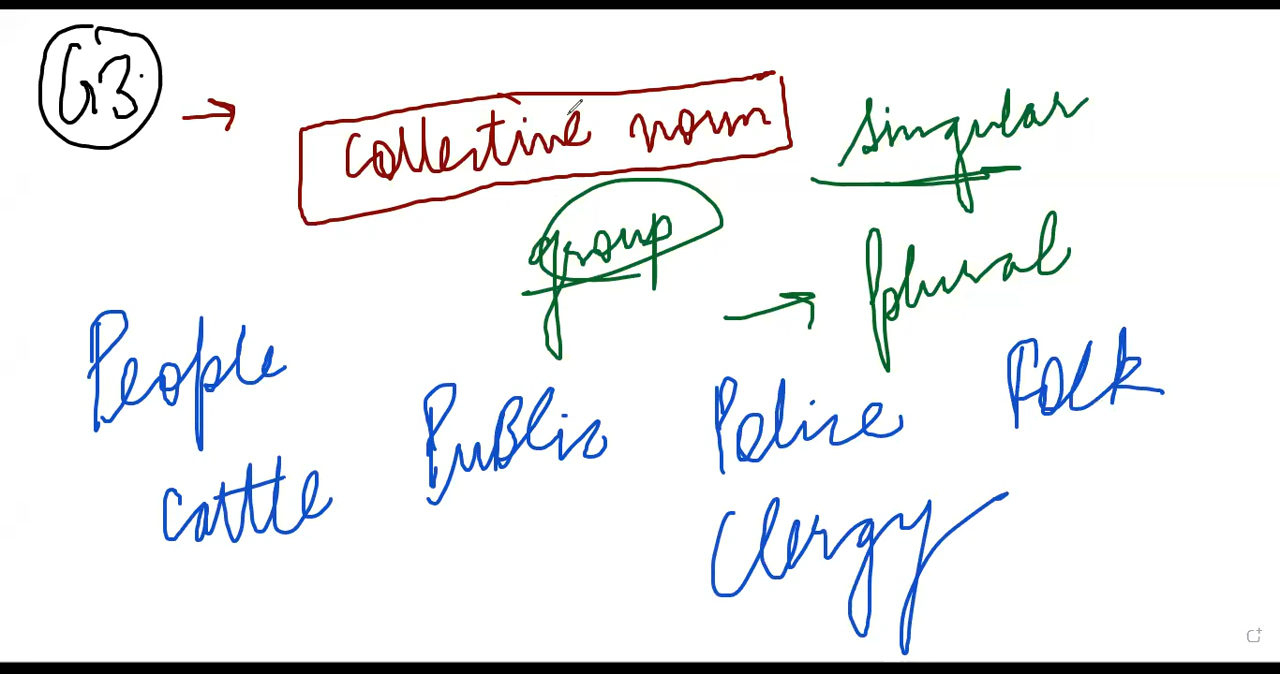 G3.
→ collective noun singular
group
→ plural
People Public Police Folk
cattle Clergy